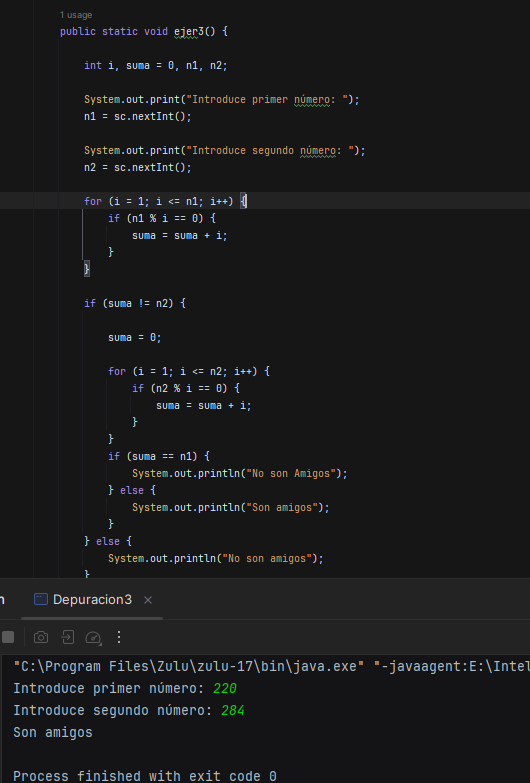 1 usage
public static void ejer3() {
int i, suma = 0, n1, n2;
System.out.print("Introduce primer número: ");
n1 = sc.nextInt();
System.out.print("Introduce segundo número: ");
n2 = sc.nextInt();
for (i = 1; i <= n1; i++) {
if (n1 % i == 0) {
suma = suma + i;
}
}
if (suma != n2) {
suma = 0;
for (i = 1; i <= n2; i++) {
if (n2 % i == 0) {
suma = suma + i;
}
}
if (suma == n1) {
System.out.println("No son Amigos");
} else {
System.out.println("Son amigos");
}
} else {
System.out.println("No son amigos");
}
n Depuracion3
"C:\Program Files\Zulu\zulu-17\bin\java.exe" "-javaagent:E:\Intel
Introduce primer número: 220
Introduce segundo número: 284
Son amigos
Process finished with exit code 0